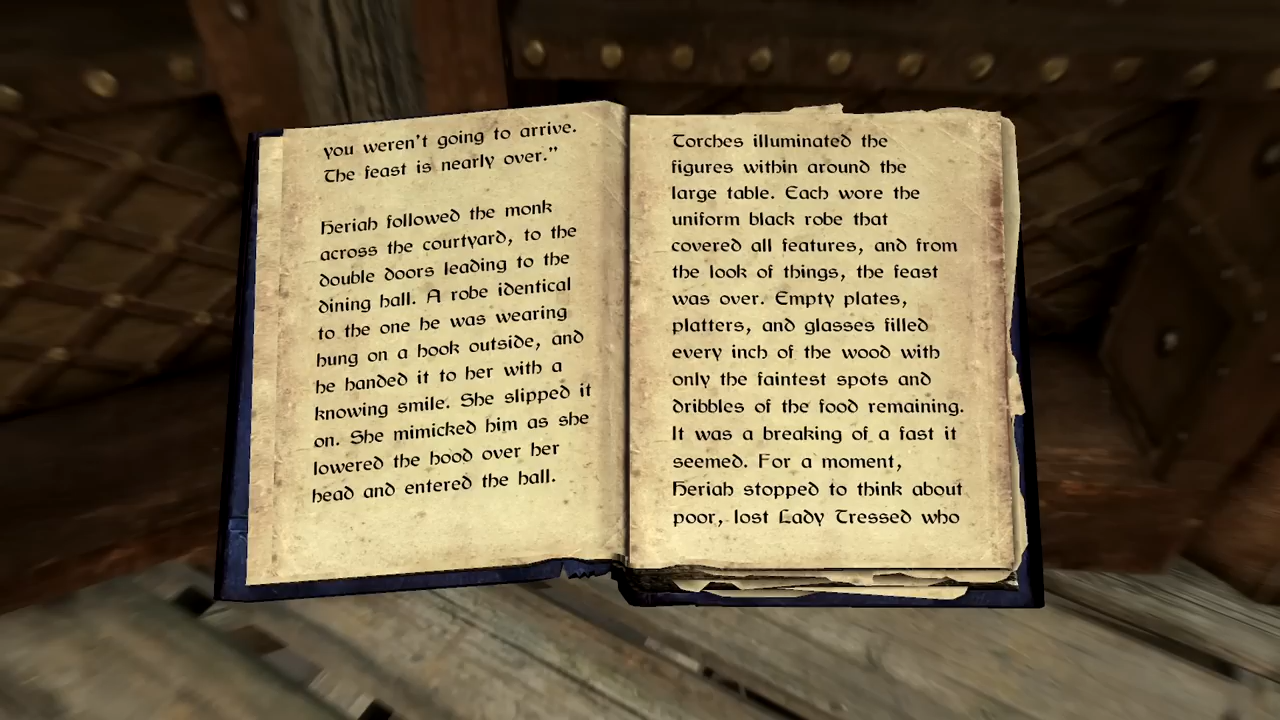 you weren't going to arrive.
The feast is nearly over."
Heriah followed the monk
across the courtyard, to the
double doors leading to the
dining hall. A robe identical
to the one he was wearing
hung on a hook outside, and
he handed it to her with a
knowing smile. She slipped it
on. She mimicked him as she
lowered the hood over her
head and entered the hall.
Torches illuminated the
figures within around the
large table. Each wore the
uniform black robe that
covered all features, and from
the look of things, the feast
was over. Empty plates,
platters, and glasses filled
every inch of the wood with
only the faintest spots and
dribbles of the food remaining.
It was a breaking of a fast it
seemed. For a moment,
Heriah stopped to think about
poor, lost Lady Tressed who